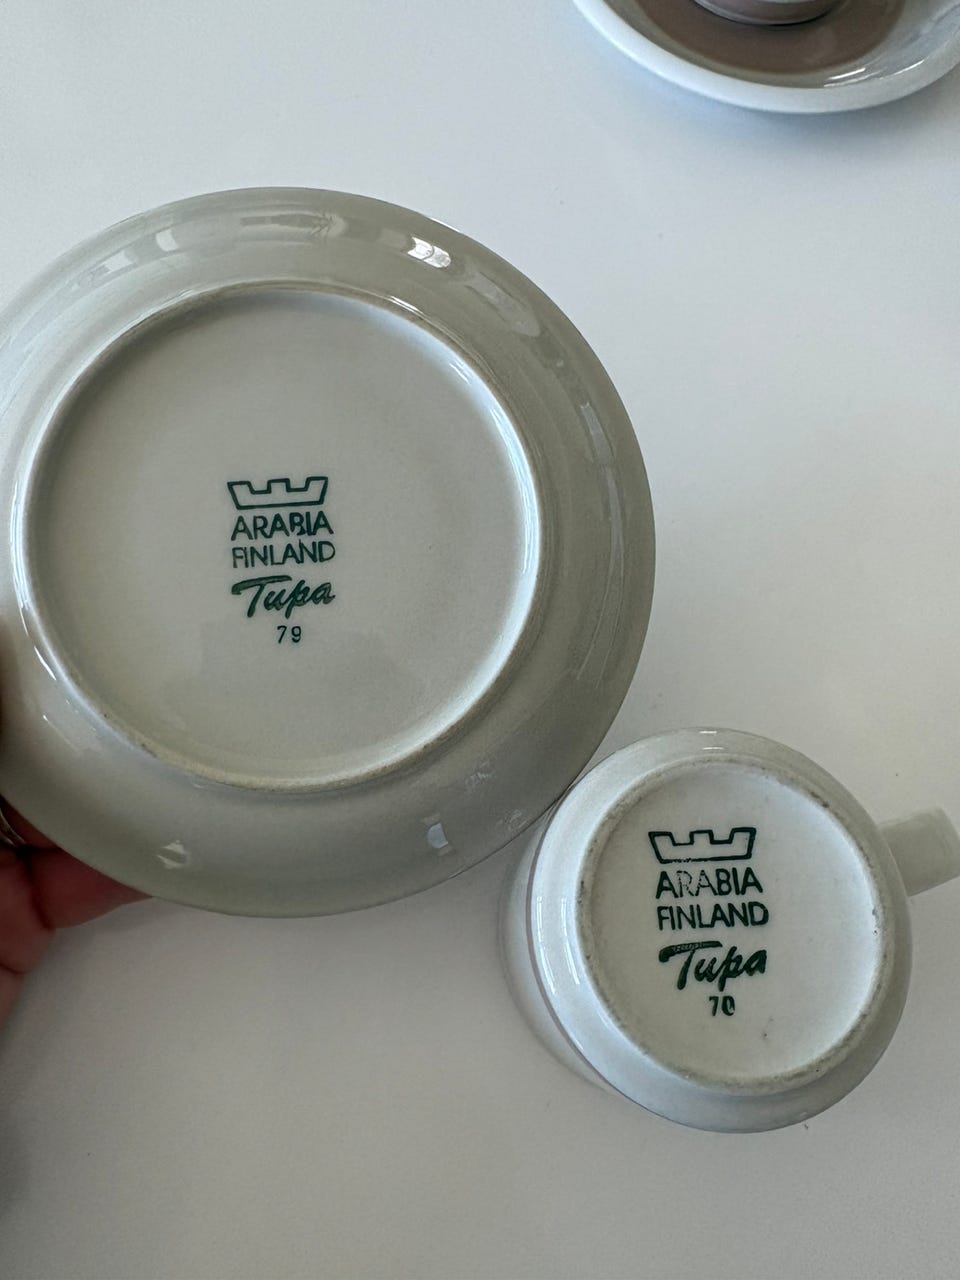 ARABIA
FINLAND
Tupa
79
ARABIA
FINLAND
Tupa
70